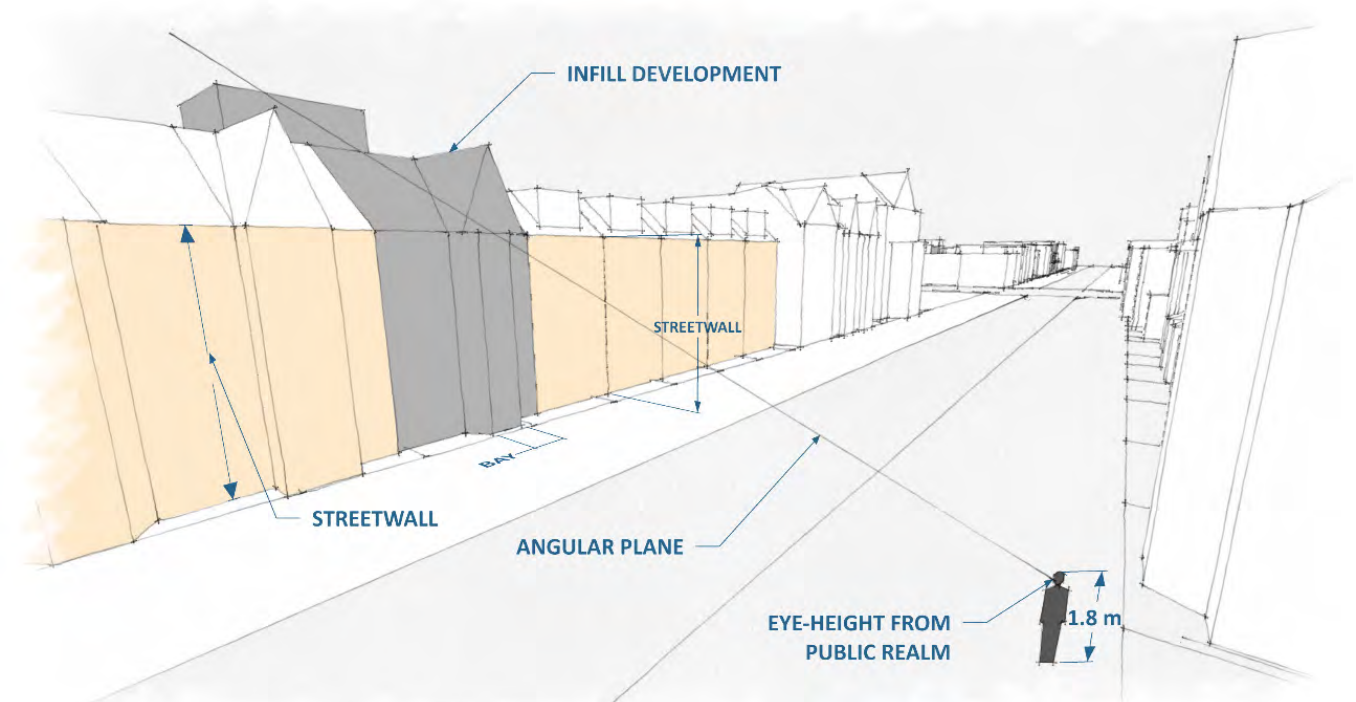 INFILL DEVELOPMENT
STREETWALL
BAY
STREETWALL
ANGULAR PLANE
EYE-HEIGHT FROM
PUBLIC REALM
1.8 m